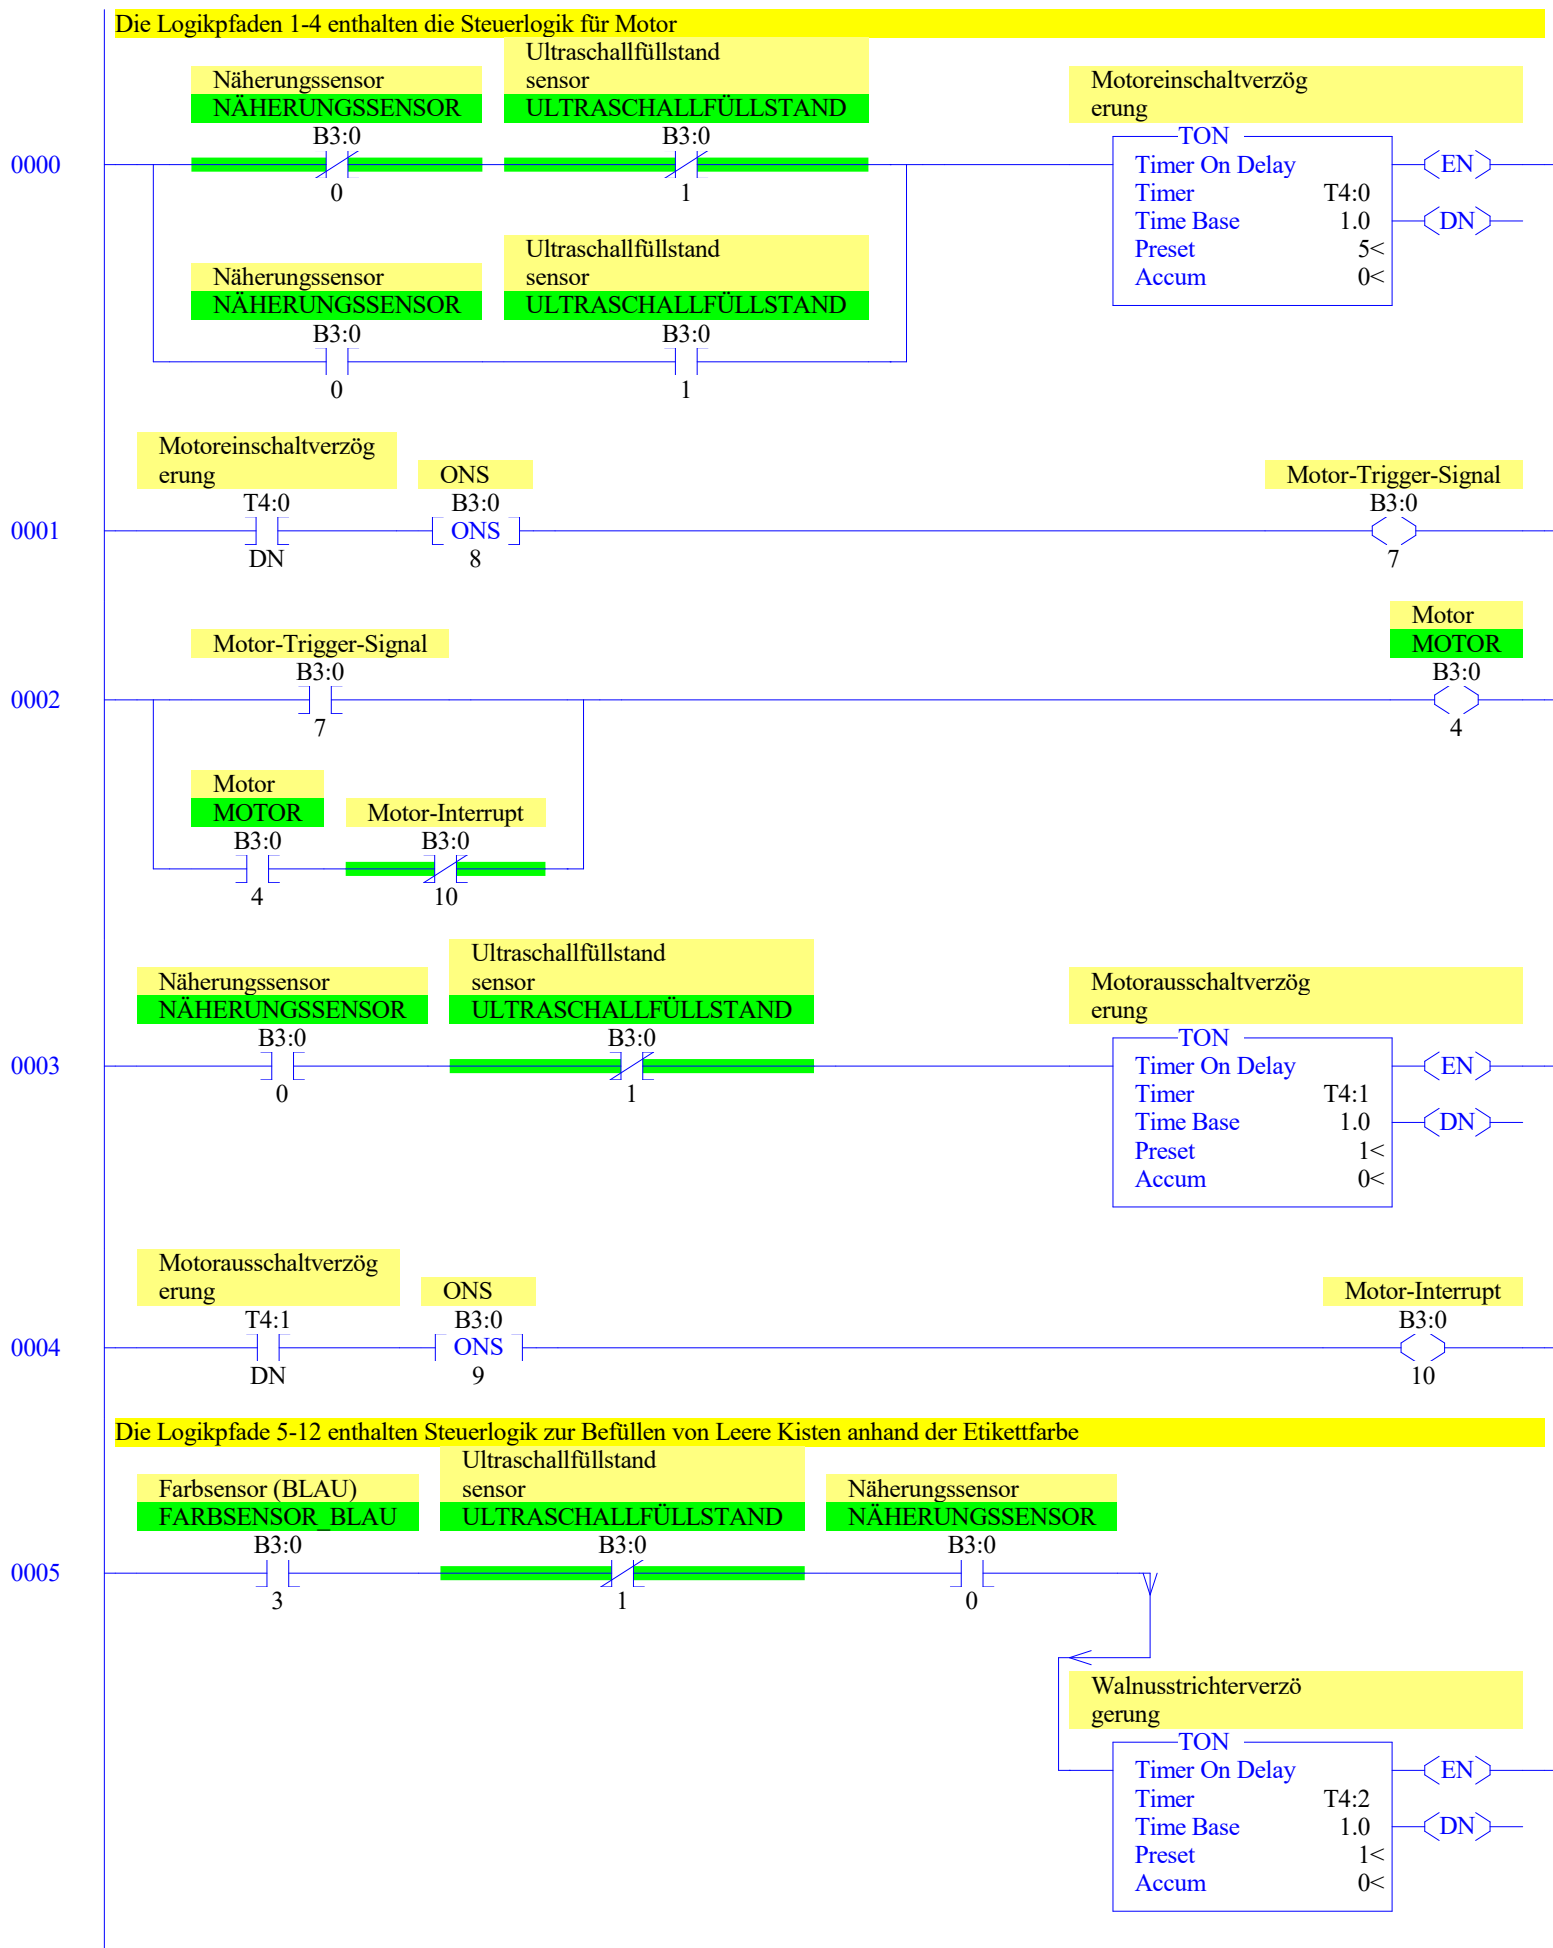 Die Logikpfaden 1-4 enthalten die Steuerlogik für Motor
Näherungssensor
NÄHERUNGSSENSOR
B3:0
0
Ultraschallfüllstand
sensor
ULTRASCHALLFÜLLSTAND
B3:0
1
Motoreinschaltverzög
erung
TON
Timer On Delay
Timer T4:0
Time Base 1.0
Preset 5<
Accum 0<
EN
DN
0000
Näherungssensor
NÄHERUNGSSENSOR
B3:0
0
Ultraschallfüllstand
sensor
ULTRASCHALLFÜLLSTAND
B3:0
1
Motoreinschaltverzög
erung
T4:0
DN
ONS
B3:0
ONS
8
Motor-Trigger-Signal
B3:0
7
0001
Motor-Trigger-Signal
B3:0
7
Motor
MOTOR
B3:0
4
0002
Motor
MOTOR
B3:0
4
Motor-Interrupt
B3:0
10
Näherungssensor
NÄHERUNGSSENSOR
B3:0
0
Ultraschallfüllstand
sensor
ULTRASCHALLFÜLLSTAND
B3:0
1
Motorausschaltverzög
erung
TON
Timer On Delay
Timer T4:1
Time Base 1.0
Preset 1<
Accum 0<
EN
DN
0003
Motorausschaltverzög
erung
T4:1
DN
ONS
B3:0
ONS
9
Motor-Interrupt
B3:0
10
0004
Die Logikpfade 5-12 enthalten Steuerlogik zur Befüllen von Leere Kisten anhand der Etikettfarbe
Farbsensor (BLAU)
FARBSENSOR_BLAU
B3:0
3
Ultraschallfüllstand
sensor
ULTRASCHALLFÜLLSTAND
B3:0
1
Näherungssensor
NÄHERUNGSSENSOR
B3:0
0
0005
Walnusstrichterverzö
gerung
TON
Timer On Delay
Timer T4:2
Time Base 1.0
Preset 1<
Accum 0<
EN
DN